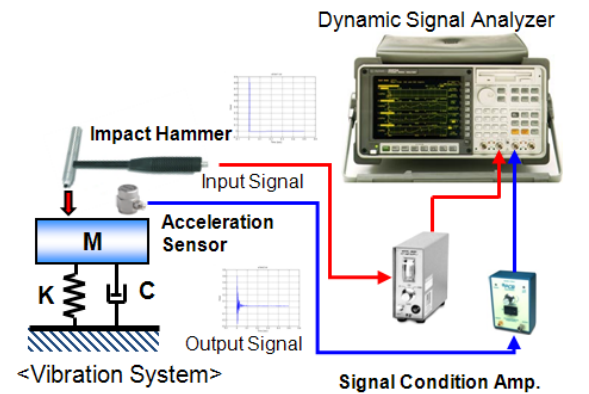 Dynamic Signal Analyzer
Impact Hammer
Input Signal
Acceleration
Sensor
M
K
C
Output Signal
<Vibration System>
Signal Condition Amp.